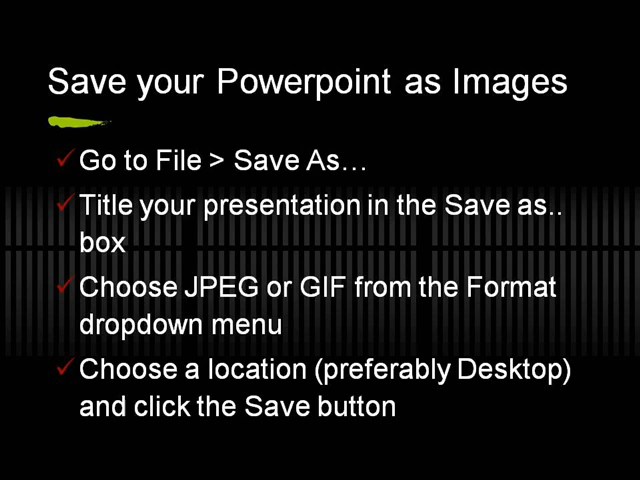 Save your Powerpoint as Images
Go to File > Save As…
Title your presentation in the Save as..
box
Choose JPEG or GIF from the Format
dropdown menu
Choose a location (preferably Desktop)
and click the Save button